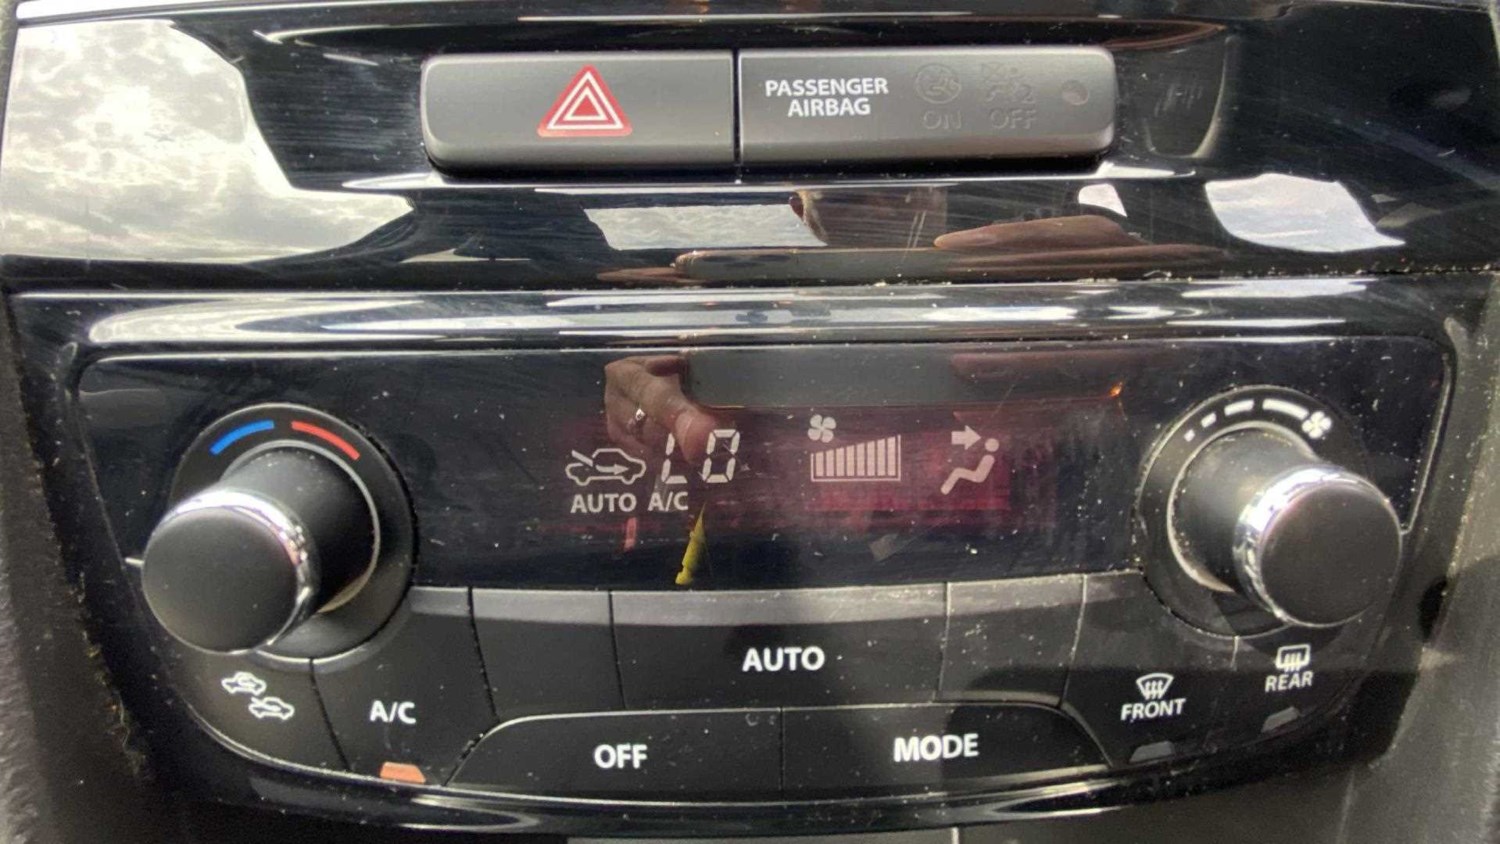 PASSENGER
AIRBAG
ON
OFF
LO
AUTO A/C
AUTO
A/C
OFF
MODE
FRONT
REAR